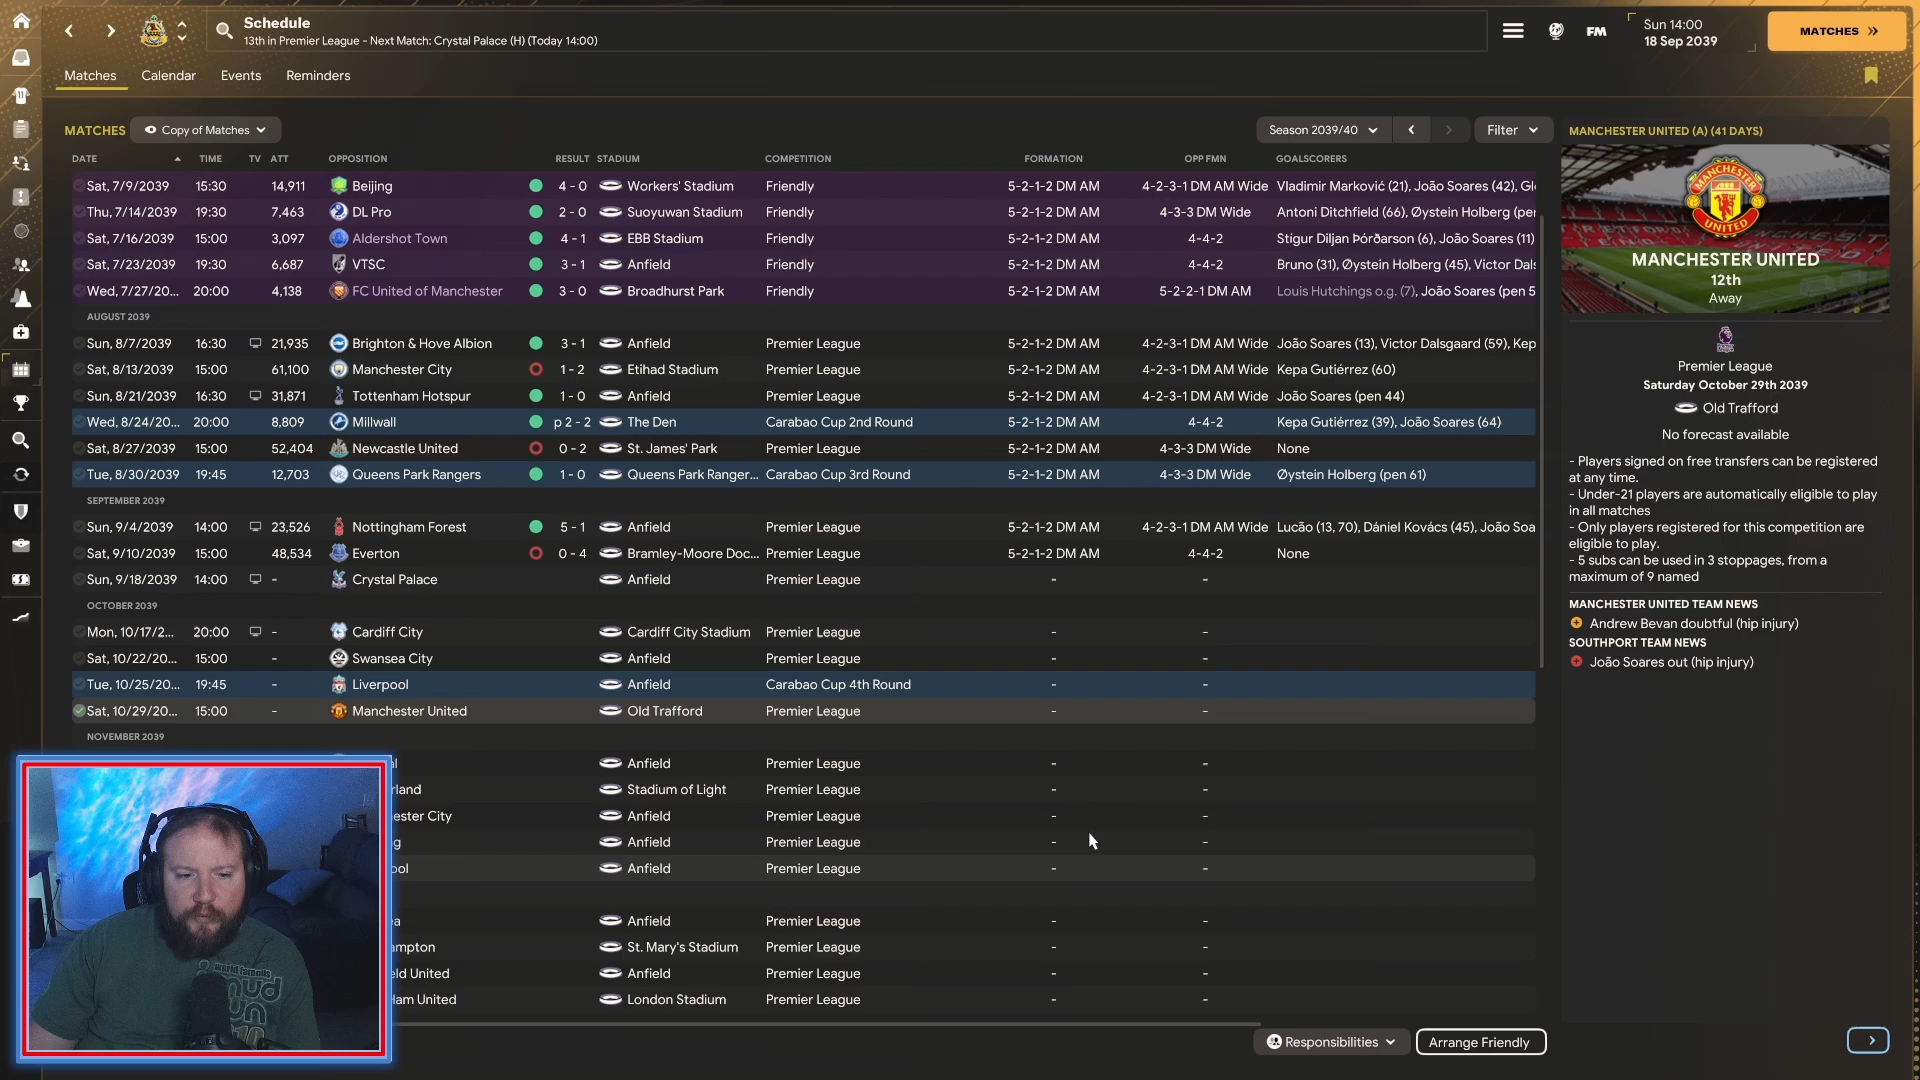 Schedule
13th in Premier League - Next Match: Crystal Palace (H) (Today 14:00)
FM
Sun 14:00
18 Sep 2039
MATCHES
Matches Calendar Events Reminders
MATCHES Copy of Matches
Season 2039/40 Filter
DATE TIME TV ATT OPPOSITION RESULT STADIUM COMPETITION FORMATION OPP FMN GOALSCORERS
Sat, 7/9/2039 15:30 14,911 Beijing 4 - 0 Workers' Stadium Friendly 5-2-1-2 DM AM 4-2-3-1 DM AM Wide Vladimir Marković (21), João Soares (42), Gl
Thu, 7/14/2039 19:30 7,463 DL Pro 2 - 0 Suoyuwan Stadium Friendly 5-2-1-2 DM AM 4-3-3 DM Wide Antoni Ditchfield (66), Øystein Holberg (per
Sat, 7/16/2039 15:00 3,097 Aldershot Town 4 - 1 EBB Stadium Friendly 5-2-1-2 DM AM 4-4-2 Stígur Diljan Þórðarson (6), João Soares (11)
Sat, 7/23/2039 19:30 6,687 VTSC 3 - 1 Anfield Friendly 5-2-1-2 DM AM 4-4-2 Bruno (31), Øystein Holberg (45), Victor Dals
Wed, 7/27/20... 20:00 4,138 FC United of Manchester 3 - 0 Broadhurst Park Friendly 5-2-1-2 DM AM 5-2-2-1 DM AM Louis Hutchings o.g. (7), João Soares (pen 5
AUGUST 2039
Sun, 8/7/2039 16:30 21,935 Brighton & Hove Albion 3 - 1 Anfield Premier League 5-2-1-2 DM AM 4-2-3-1 DM AM Wide João Soares (13), Victor Dalsgaard (59), Kep
Sat, 8/13/2039 15:00 61,100 Manchester City 1 - 2 Etihad Stadium Premier League 5-2-1-2 DM AM 4-2-3-1 DM AM Wide Kepa Gutiérrez (60)
Sun, 8/21/2039 16:30 31,871 Tottenham Hotspur 1 - 0 Anfield Premier League 5-2-1-2 DM AM 4-2-3-1 DM AM Wide João Soares (pen 44)
Wed, 8/24/20... 20:00 8,809 Millwall p 2 - 2 The Den Carabao Cup 2nd Round 5-2-1-2 DM AM 4-4-2 Kepa Gutiérrez (39), João Soares (64)
Sat, 8/27/2039 15:00 52,404 Newcastle United 0 - 2 St. James' Park Premier League 5-2-1-2 DM AM 4-3-3 DM Wide None
Tue, 8/30/2039 19:45 12,703 Queens Park Rangers 1 - 0 Queens Park Ranger... Carabao Cup 3rd Round 5-2-1-2 DM AM 4-3-3 DM Wide Øystein Holberg (pen 61)
SEPTEMBER 2039
Sun, 9/4/2039 14:00 23,526 Nottingham Forest 5 - 1 Anfield Premier League 5-2-1-2 DM AM 4-2-3-1 DM AM Wide Lucão (13, 70), Dániel Kovács (45), João Soa
Sat, 9/10/2039 15:00 48,534 Everton 0 - 4 Bramley-Moore Doc... Premier League 5-2-1-2 DM AM 4-4-2 None
Sun, 9/18/2039 14:00 - Crystal Palace Anfield Premier League - -
OCTOBER 2039
Mon, 10/17/2... 20:00 - Cardiff City Cardiff City Stadium Premier League - -
Sat, 10/22/20... 15:00 - Swansea City Anfield Premier League - -
Tue, 10/25/20... 19:45 - Liverpool Anfield Carabao Cup 4th Round - -
Sat, 10/29/20... 15:00 - Manchester United Old Trafford Premier League - -
NOVEMBER 2039
al Anfield Premier League - -
rland Stadium of Light Premier League - -
ester City Anfield Premier League - -
g Anfield Premier League - -
ool Anfield Premier League - -
ea Anfield Premier League - -
ampton St. Mary's Stadium Premier League - -
eld United Anfield Premier League - -
Ham United London Stadium Premier League - -
Responsibilities Arrange Friendly
MANCHESTER UNITED (A) (41 DAYS)
MANCHESTER UNITED
12th
Away
Premier League
Saturday October 29th 2039
Old Trafford
No forecast available
- Players signed on free transfers can be registered
at any time.
- Under-21 players are automatically eligible to play
in all matches
- Only players registered for this competition are
eligible to play.
- 5 subs can be used in 3 stoppages, from a
maximum of 9 named
MANCHESTER UNITED TEAM NEWS
Andrew Bevan doubtful (hip injury)
SOUTHPORT TEAM NEWS
João Soares out (hip injury)
world famous